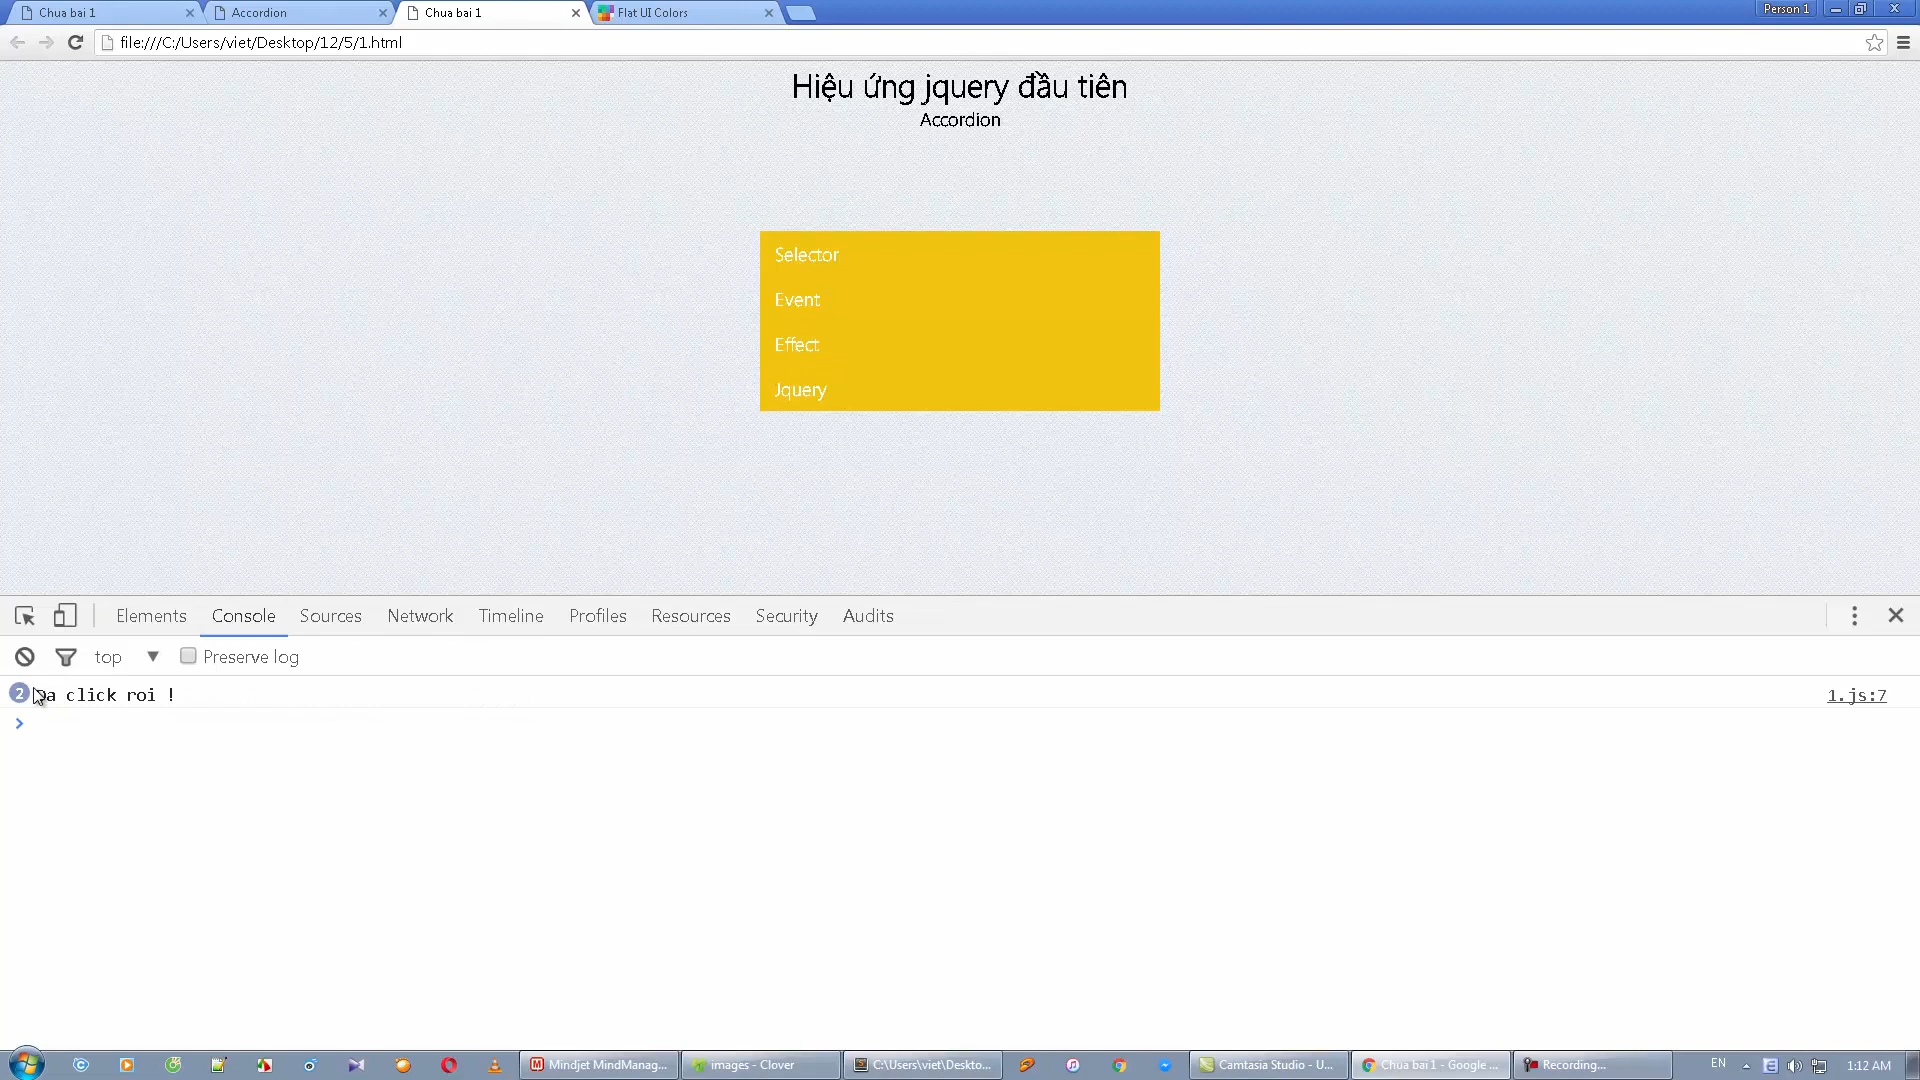 Chua bai 1
Accordion
Chua bai 1
Flat UI Colors
Person 1
file:///C:/Users/viet/Desktop/12/5/1.html
Hiệu ứng jquery đầu tiên
Accordion
Selector
Event
Effect
Jquery
Elements Console Sources Network Timeline Profiles Resources Security Audits
top Preserve log
2 click roi ! 1.js:7
Mindjet MindManag... images - Clover C:\Users\viet\Deskto... Camtasia Studio - U... Chua bai 1 - Google ... Recording... EN 1:12 AM